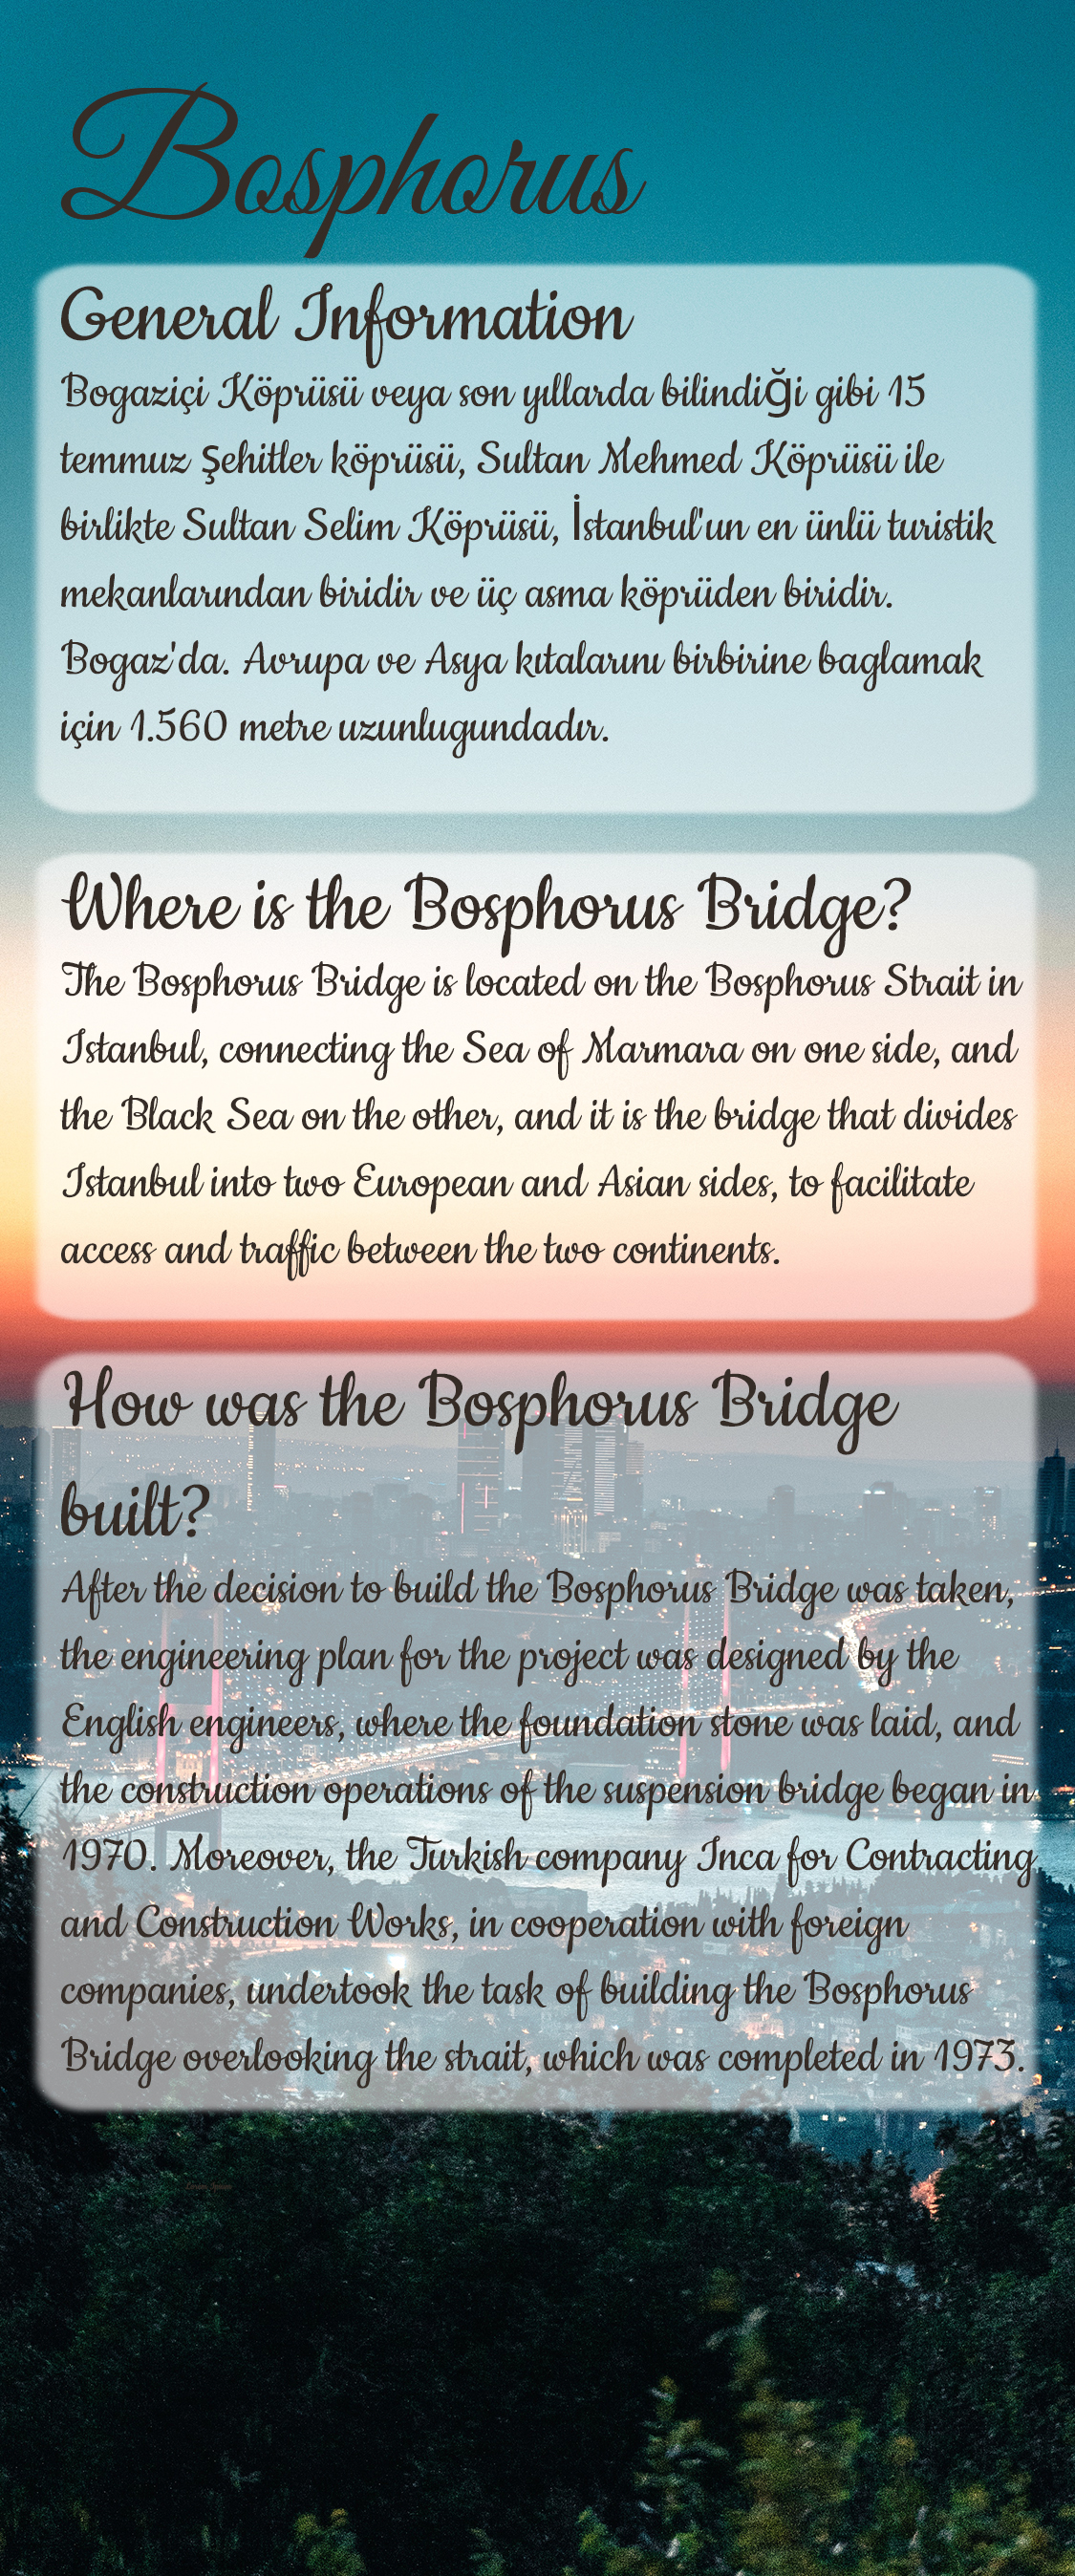 Bosphorus
General Information
Bogaziçi Köprüsü veya son yıllarda bilindiği gibi 15
temmuz şehitler köprüsü, Sultan Mehmed Köprüsü ile
birlikte Sultan Selim Köprüsü, İstanbul'un en ünlü turistik
mekanlarından biridir ve üç asma köprüden biridir.
Bogaz'da. Avrupa ve Asya kıtalarını birbirine baglamak
için 1.560 metre uzunlugundadır.
Where is the Bosphorus Bridge?
The Bosphorus Bridge is located on the Bosphorus Strait in
Istanbul, connecting the Sea of Marmara on one side, and
the Black Sea on the other, and it is the bridge that divides
Istanbul into two European and Asian sides, to facilitate
access and traffic between the two continents.
How was the Bosphorus Bridge
built?
After the decision to build the Bosphorus Bridge was taken,
the engineering plan for the project was designed by the
English engineers, where the foundation stone was laid, and
the construction operations of the suspension bridge began in
1970. Moreover, the Turkish company Inca for Contracting
and Construction Works, in cooperation with foreign
companies, undertook the task of building the Bosphorus
Bridge overlooking the strait, which was completed in 1973.